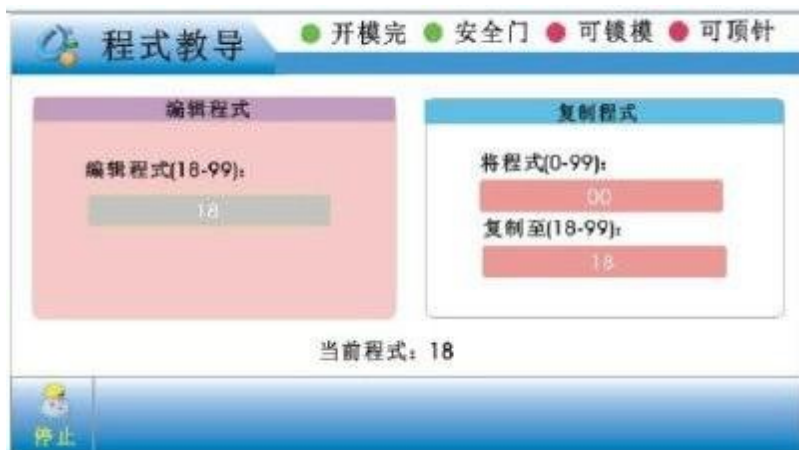 程式教导 开模完 安全门 可锁模 可顶针
编辑程式
编辑程式(18-99):
18
复制程式
将程式(0-99):
00
复制至(18-99):
18
当前程式: 18
停止